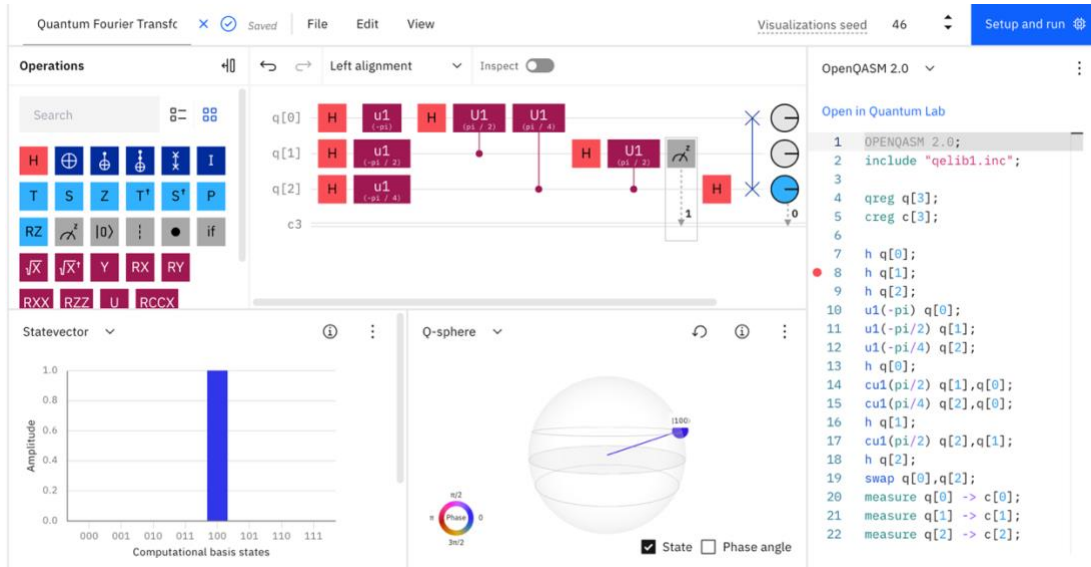 Quantum Fourier Transfc Saved File Edit View Visualizations seed 46 Setup and run
Operations Left alignment Inspect OpenQASM 2.0
Search
Open in Quantum Lab
H I
T S Z T† S† P
RZ z |0⟩ if
√X √X† Y RX RY
RXX RZZ U RCCX
q[0] H u1 (-pi) H U1 (pi / 2) U1 (pi / 4)
q[1] H u1 (-pi / 2) H U1 (pi / 2) z
q[2] H u1 (-pi / 4) H
c3 1 0
1 OPENQASM 2.0;
2 include "qelib1.inc";
3
4 qreg q[3];
5 creg c[3];
6
7 h q[0];
8 h q[1];
9 h q[2];
10 u1(-pi) q[0];
11 u1(-pi/2) q[1];
12 u1(-pi/4) q[2];
13 h q[0];
14 cu1(pi/2) q[1],q[0];
15 cu1(pi/4) q[2],q[0];
16 h q[1];
17 cu1(pi/2) q[2],q[1];
18 h q[2];
19 swap q[0],q[2];
20 measure q[0] -> c[0];
21 measure q[1] -> c[1];
22 measure q[2] -> c[2];
Statevector
Amplitude
1.0
0.8
0.6
0.4
0.2
0.0
000 001 010 011 100 101 110 111
Computational basis states
Q-sphere
|100⟩
π/2
π Phase 0
3π/2
State Phase angle